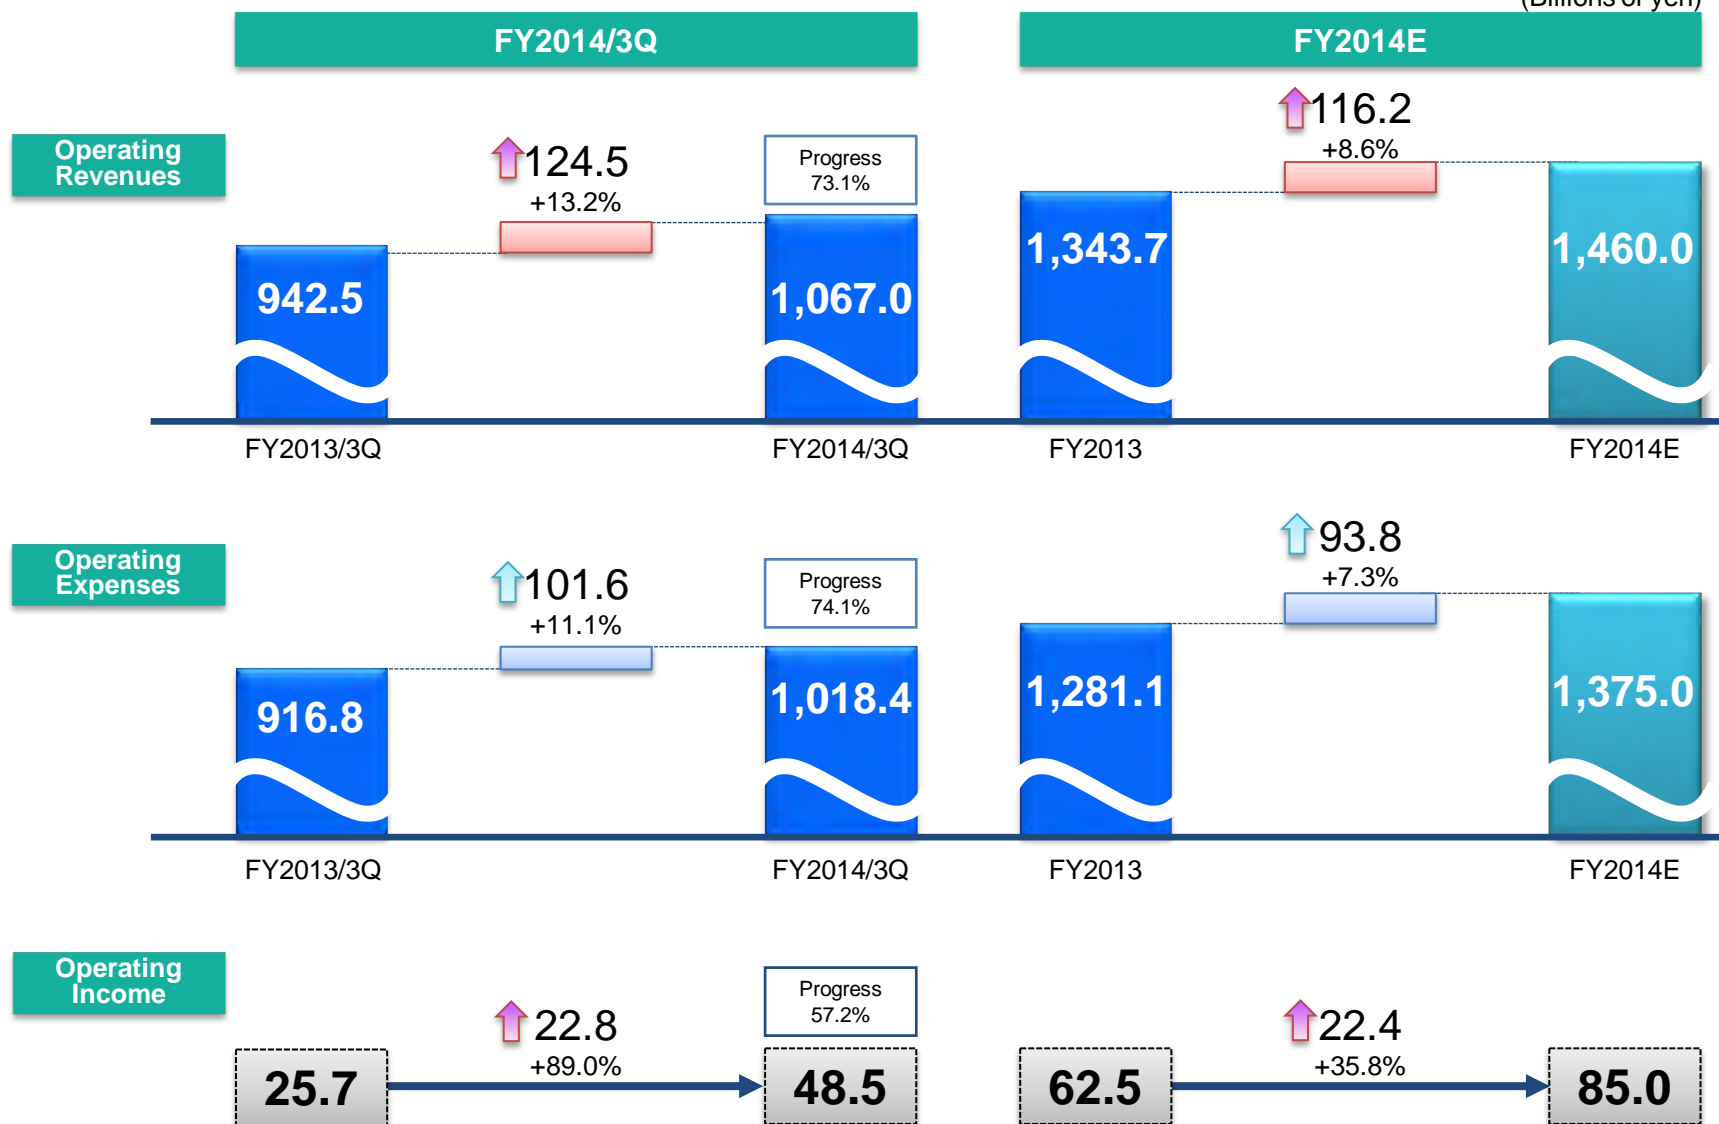 (Billions of yen)
FY2014/3Q
FY2014E
Operating
Revenues
124.5
+13.2%
Progress
73.1%
116.2
+8.6%
942.5
1,067.0
1,343.7
1,460.0
FY2013/3Q
FY2014/3Q
FY2013
FY2014E
Operating
Expenses
101.6
+11.1%
Progress
74.1%
93.8
+7.3%
916.8
1,018.4
1,281.1
1,375.0
FY2013/3Q
FY2014/3Q
FY2013
FY2014E
Operating
Income
22.8
+89.0%
Progress
57.2%
22.4
+35.8%
25.7
48.5
62.5
85.0